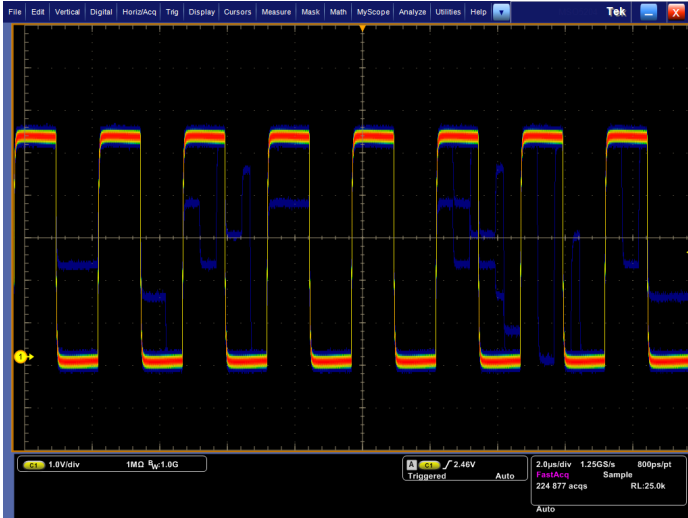 File Edit Vertical Digital Horiz/Acq Trig Display Cursors Measure Mask Math MyScope Analyze Utilities Help Tek X
1
C1 1.0V/div 1MΩ BW:1.0G
A C1 2.46V
Triggered Auto
2.0µs/div 1.25GS/s 800ps/pt
FastAcq Sample
224 877 acqs RL:25.0k
Auto